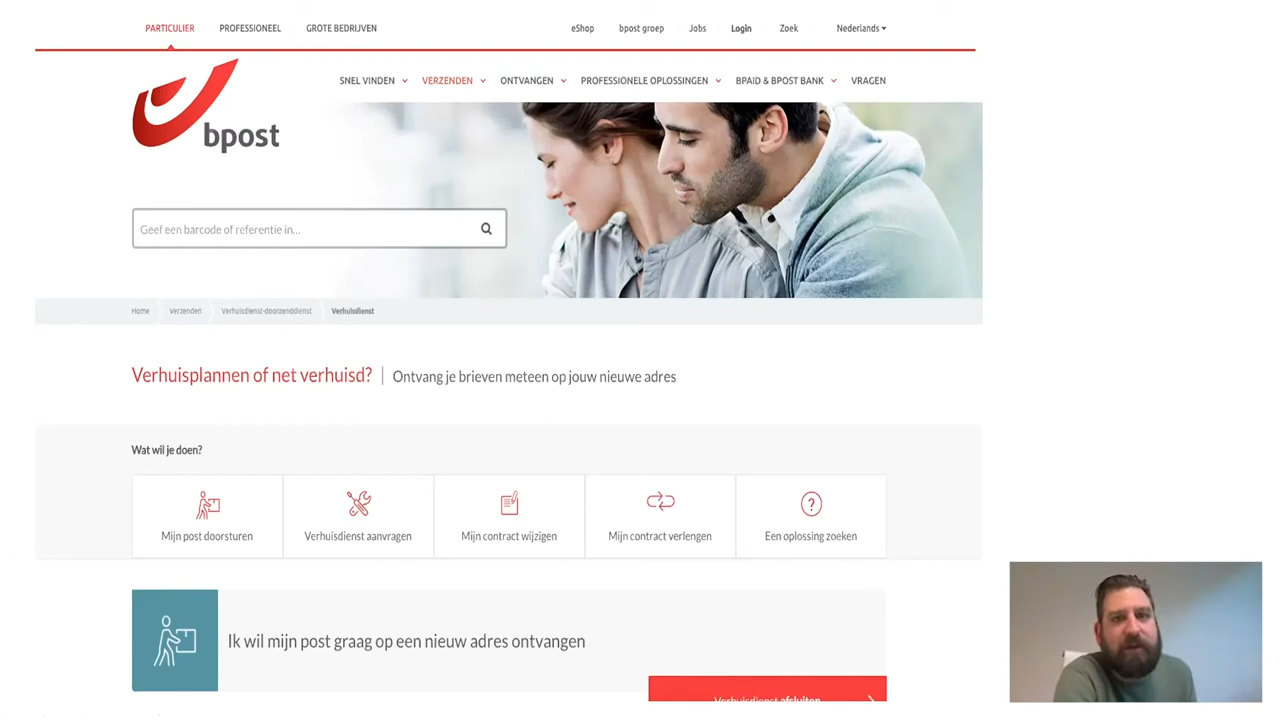 PARTICULIER PROFESSIONEEL GROTE BEDRIJVEN eShop bpost groep Jobs Login Zoek Nederlands
SNEL VINDEN VERZENDEN ONTVANGEN PROFESSIONELE OPLOSSINGEN BPAID & BPOST BANK VRAGEN
bpost
Geef een barcode of referentie in...
Home Verzenden Verhuisdienst-doorzenddienst Verhuisdienst
Verhuisplannen of net verhuisd? | Ontvang je brieven meteen op jouw nieuwe adres
Wat wil je doen?
Mijn post doorsturen Verhuisdienst aanvragen Mijn contract wijzigen Mijn contract verlengen Een oplossing zoeken
Ik wil mijn post graag op een nieuw adres ontvangen
Verhuisdienst afsluiten